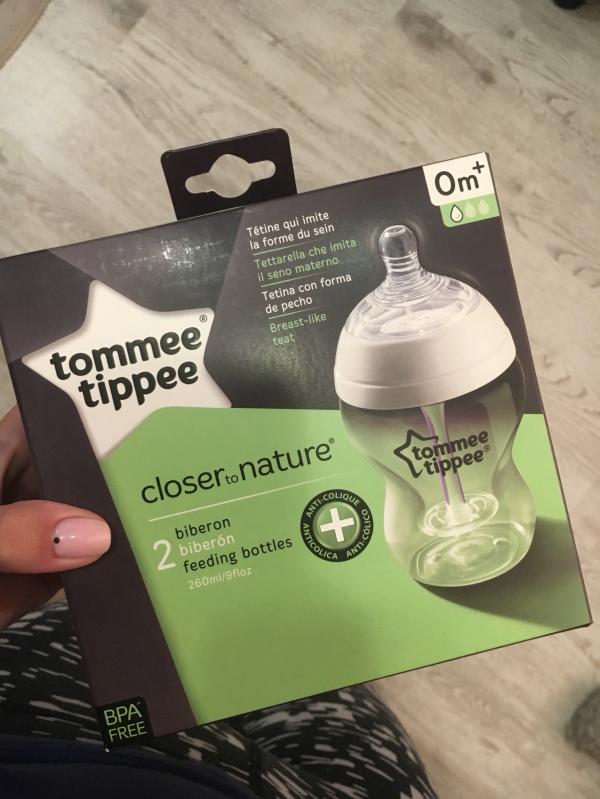 0m+
Tétine qui imite
la forme du sein
Tettarella che imita
il seno materno
Tetina con forma
de pecho
Breast-like
teat
tommee®
tippee
tommee
tippee®
closer to nature®
2
biberon
biberón
feeding bottles
260ml/9floz
ANTI-COLIQUE
ANTI-CÓLICO
ANTICOLICA
BPA*
FREE